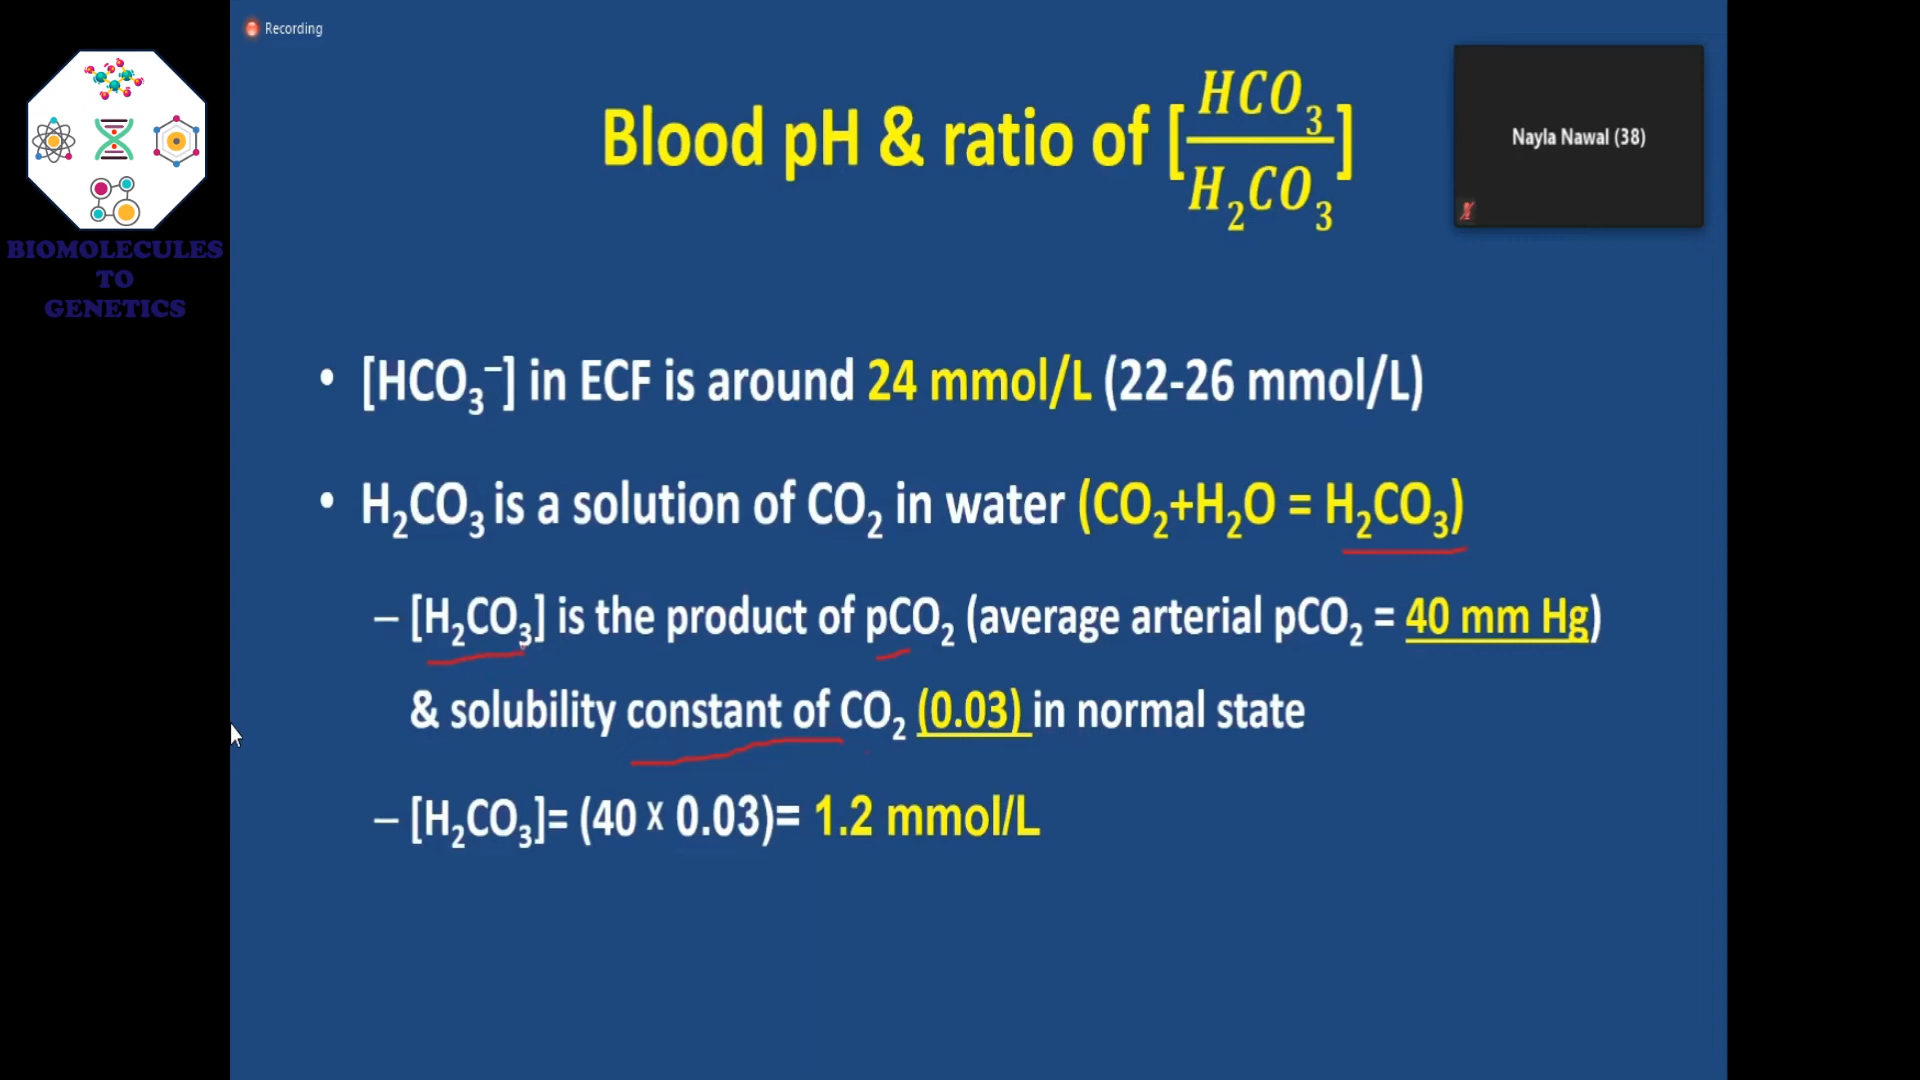 Recording
Blood pH & ratio of [HCO₃/H₂CO₃]
Nayla Nawal (38)
BIOMOLECULES
TO
GENETICS
• [HCO₃⁻] in ECF is around 24 mmol/L (22-26 mmol/L)
• H₂CO₃ is a solution of CO₂ in water (CO₂+H₂O = H₂CO₃)
– [H₂CO₃] is the product of pCO₂ (average arterial pCO₂ = 40 mm Hg)
& solubility constant of CO₂ (0.03) in normal state
– [H₂CO₃]= (40 x 0.03)= 1.2 mmol/L